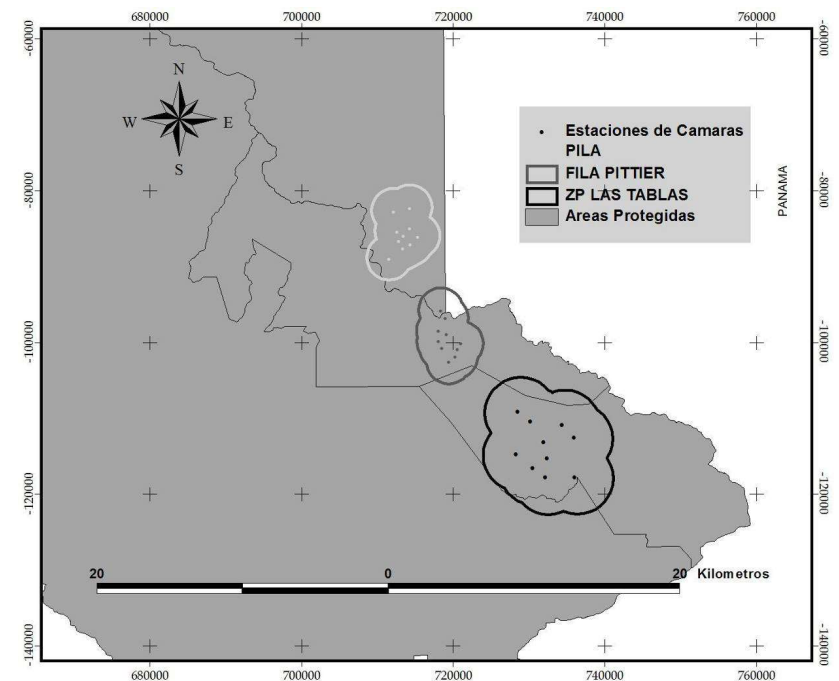 680000 700000 720000 740000 760000
-60000 -60000
N
W E
S
Estaciones de Camaras
PILA
FILA PITTIER
ZP LAS TABLAS
Areas Protegidas
PANAMA
-80000 -80000
-100000 -100000
-120000 -120000
20 0 20 Kilometros
-140000 -140000
680000 700000 720000 740000 760000